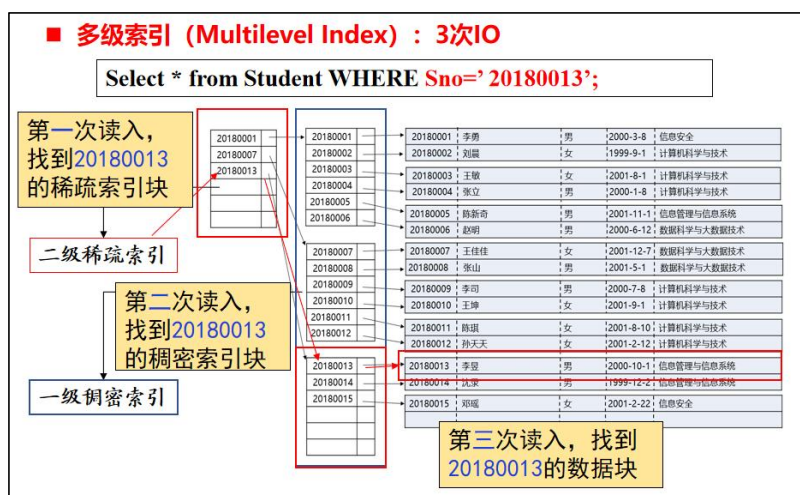 ■ 多级索引（Multilevel Index）：3次IO
Select * from Student WHERE Sno=’ 20180013’;
第一次读入，
找到20180013
的稀疏索引块
二级稀疏索引
第二次读入，
找到20180013
的稠密索引块
一级稠密索引
20180001
20180007
20180013
20180001
20180002
20180003
20180004
20180005
20180006
20180007
20180008
20180009
20180010
20180011
20180012
20180013
20180014
20180015
20180001 李勇 男 2000-3-8 信息安全
20180002 刘晨 女 1999-9-1 计算机科学与技术
20180003 王敏 女 2001-8-1 计算机科学与技术
20180004 张立 男 2000-1-8 计算机科学与技术
20180005 陈新奇 男 2001-11-1 信息管理与信息系统
20180006 赵明 男 2000-6-12 数据科学与大数据技术
20180007 王佳佳 女 2001-12-7 数据科学与大数据技术
20180008 张山 男 2001-5-1 数据科学与大数据技术
20180009 李司 男 2000-7-8 计算机科学与技术
20180010 王坤 女 2001-9-1 计算机科学与技术
20180011 陈琪 女 2001-8-10 计算机科学与技术
20180012 孙天天 女 2001-2-12 计算机科学与技术
20180013 李昱 男 2000-10-1 信息管理与信息系统
20180014 男 1999-12-2 信息管理与信息系统
20180015 邓瑶 女 2001-2-22 信息安全
第三次读入，找到
20180013的数据块